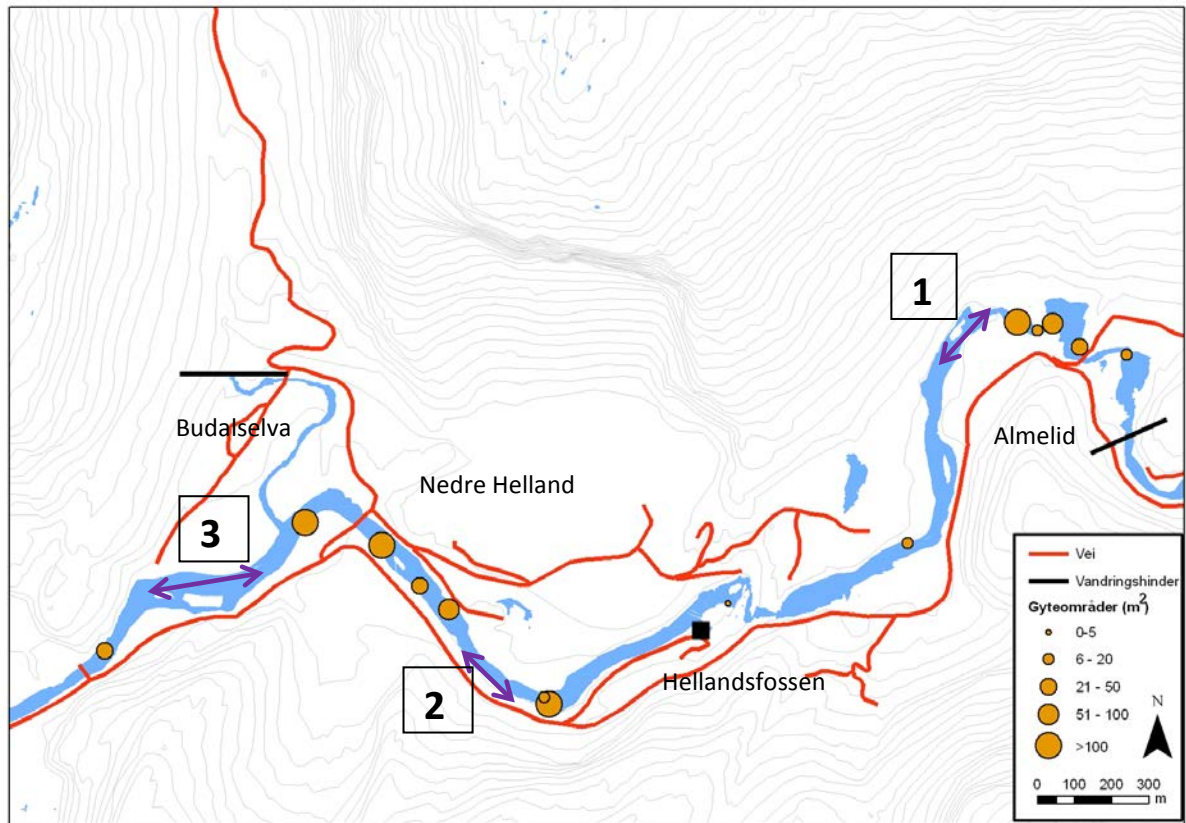 1
Almelid
Budalselva
Nedre Helland
3
2
Hellandsfossen
Vei
Vandringshinder
Gyteområder (m²)
0-5
6 - 20
21 - 50
51 - 100
>100
N
0 100 200 300
m